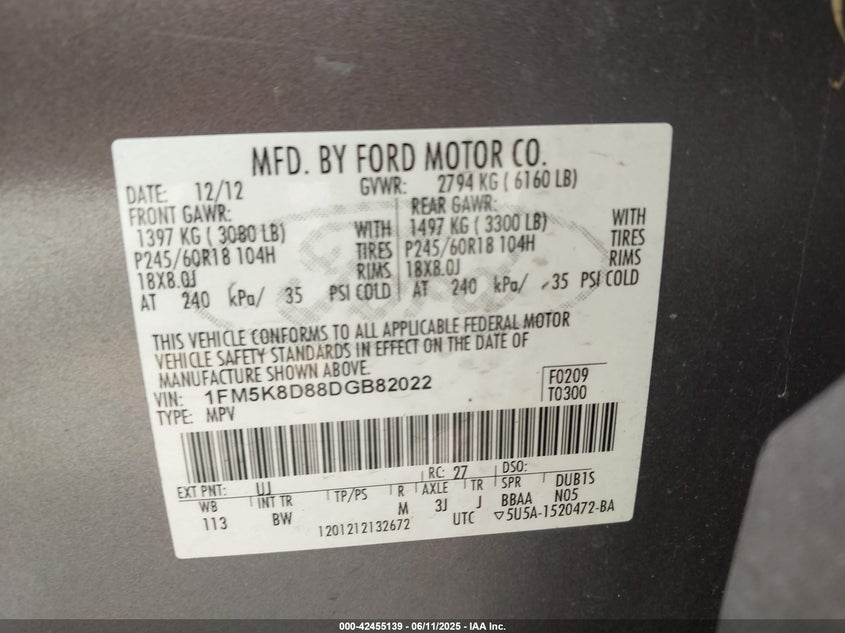 MFD. BY FORD MOTOR CO.
DATE: 12/12 GVWR: 2794 KG ( 6160 LB)
FRONT GAWR: REAR GAWR:
1397 KG ( 3080 LB) WITH 1497 KG ( 3300 LB) WITH
P245/60R18 104H TIRES P245/60R18 104H TIRES
18X8.0J RIMS 18X8.0J RIMS
AT 240 kPa/ 35 PSI COLD AT 240 kPa/ 35 PSI COLD
THIS VEHICLE CONFORMS TO ALL APPLICABLE FEDERAL MOTOR
VEHICLE SAFETY STANDARDS IN EFFECT ON THE DATE OF
MANUFACTURE SHOWN ABOVE.
VIN: 1FM5K8D88DGB82022 F0209
TYPE: MPV T0300
EXT PNT: UJ RC: 27 DSO:
WB INT TR TP/PS R AXLE TR SPR DUB1S
113 BW M 3J J BBAA N05
1201212132672 UTC ▽5U5A-1520472-BA
000-42455139 - 06/11/2025 - IAA Inc.